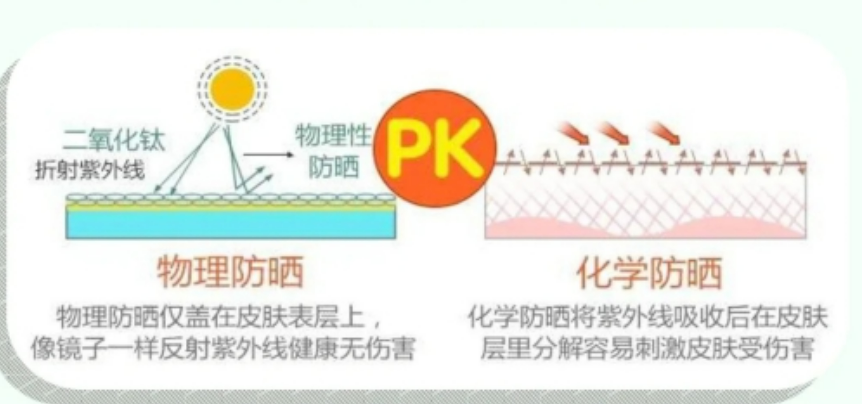 二氧化钛
折射紫外线
物理性
防晒
PK
物理防晒
物理防晒仅盖在皮肤表层上，
像镜子一样反射紫外线健康无伤害
化学防晒
化学防晒将紫外线吸收后在皮肤
层里分解容易刺激皮肤受伤害